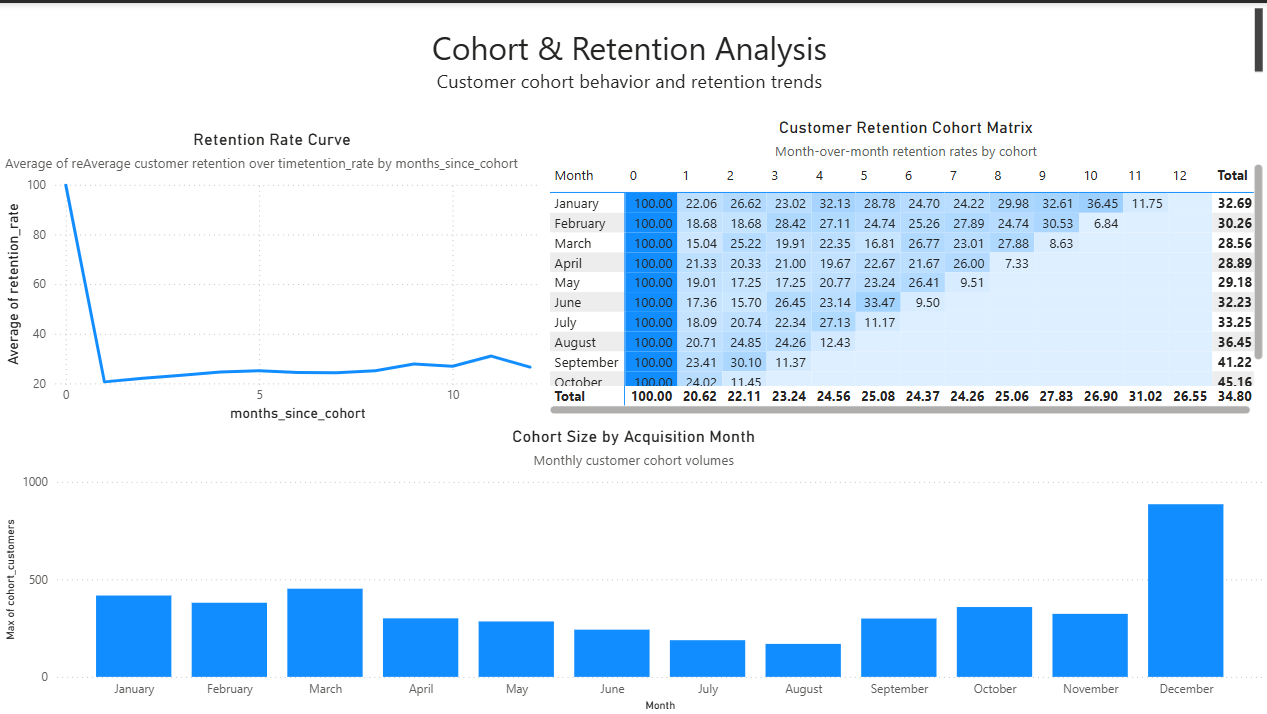 Cohort & Retention Analysis
Customer cohort behavior and retention trends
Retention Rate Curve
Average of reAverage customer retention over timetention_rate by months_since_cohort
Average of retention_rate
100
80
60
40
20
0 5 10
months_since_cohort
Customer Retention Cohort Matrix
Month-over-month retention rates by cohort
Month 0 1 2 3 4 5 6 7 8 9 10 11 12 Total
January 100.00 22.06 26.62 23.02 32.13 28.78 24.70 24.22 29.98 32.61 36.45 11.75 32.69
February 100.00 18.68 18.68 28.42 27.11 24.74 25.26 27.89 24.74 30.53 6.84 30.26
March 100.00 15.04 25.22 19.91 22.35 16.81 26.77 23.01 27.88 8.63 28.56
April 100.00 21.33 20.33 21.00 19.67 22.67 21.67 26.00 7.33 28.89
May 100.00 19.01 17.25 17.25 20.77 23.24 26.41 9.51 29.18
June 100.00 17.36 15.70 26.45 23.14 33.47 9.50 32.23
July 100.00 18.09 20.74 22.34 27.13 11.17 33.25
August 100.00 20.71 24.85 24.26 12.43 36.45
September 100.00 23.41 30.10 11.37 41.22
October 100.00 24.02 11.45 45.16
Total 100.00 20.62 22.11 23.24 24.56 25.08 24.37 24.26 25.06 27.83 26.90 31.02 26.55 34.80
Cohort Size by Acquisition Month
Monthly customer cohort volumes
Max of cohort_customers
1000
500
0
January February March April May June July August September October November December
Month